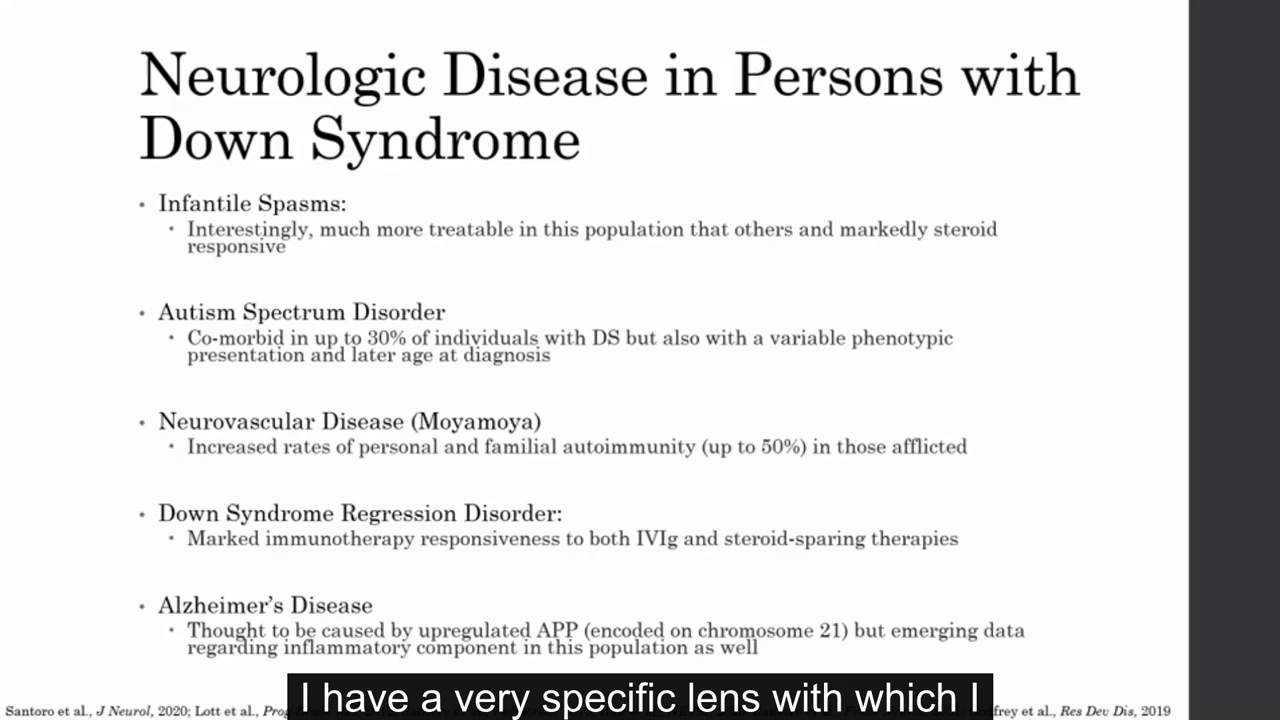 Neurologic Disease in Persons with
Down Syndrome
• Infantile Spasms:
• Interestingly, much more treatable in this population that others and markedly steroid
responsive
• Autism Spectrum Disorder
• Co-morbid in up to 30% of individuals with DS but also with a variable phenotypic
presentation and later age at diagnosis
• Neurovascular Disease (Moyamoya)
• Increased rates of personal and familial autoimmunity (up to 50%) in those afflicted
• Down Syndrome Regression Disorder:
• Marked immunotherapy responsiveness to both IVIg and steroid-sparing therapies
• Alzheimer's Disease
• Thought to be caused by upregulated APP (encoded on chromosome 21) but emerging data
regarding inflammatory component in this population as well
I have a very specific lens with which I
Santoro et al., J Neurol, 2020; Lott et al., et al., Res Dev Dis, 2019